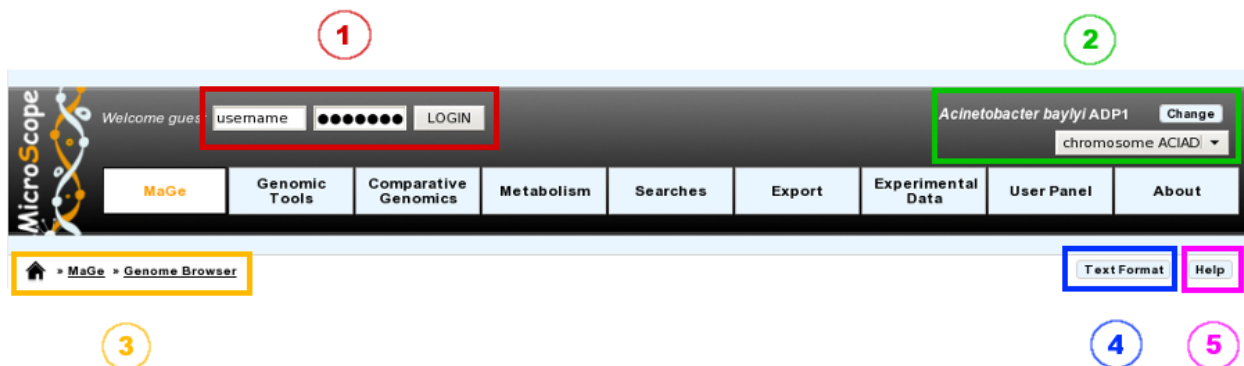 1
2
MicroScope
Welcome guest username LOGIN
Acinetobacter baylyi ADP1 Change
chromosome ACIAD
MaGe
Genomic Tools
Comparative Genomics
Metabolism
Searches
Export
Experimental Data
User Panel
About
» MaGe » Genome Browser
Text Format
Help
3
4
5